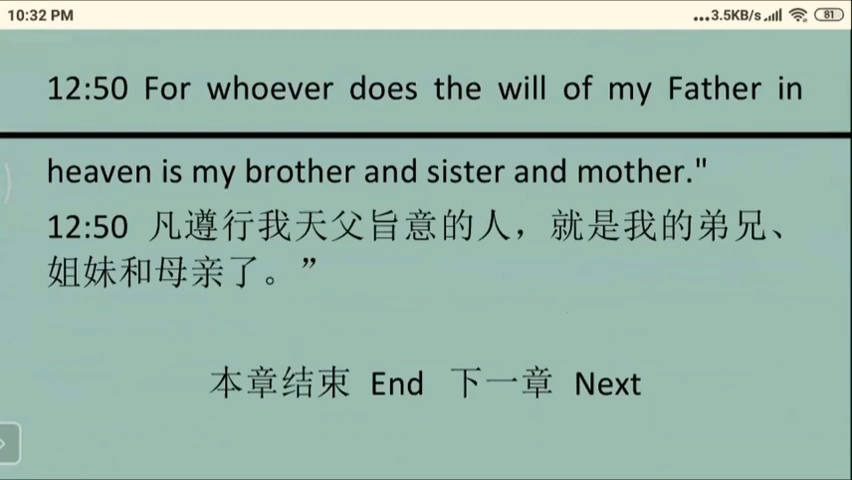 10:32 PM ...3.5KB/s 81
12:50 For whoever does the will of my Father in
heaven is my brother and sister and mother."
12:50 凡遵行我天父旨意的人，就是我的弟兄、
姐妹和母亲了。”
本章结束 End 下一章 Next